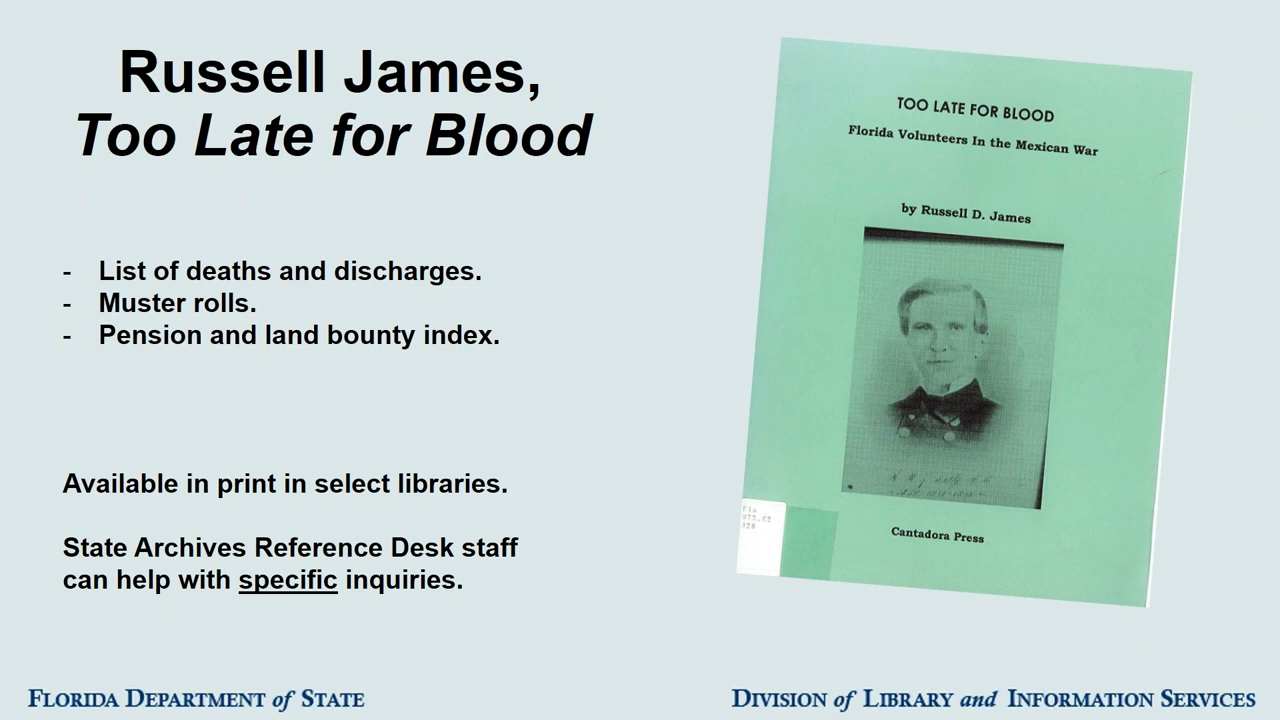 Russell James,
Too Late for Blood
- List of deaths and discharges.
- Muster rolls.
- Pension and land bounty index.
Available in print in select libraries.
State Archives Reference Desk staff
can help with specific inquiries.
TOO LATE FOR BLOOD
Florida Volunteers In the Mexican War
by Russell D. James
Cantadora Press
FLORIDA DEPARTMENT of STATE
DIVISION of LIBRARY and INFORMATION SERVICES